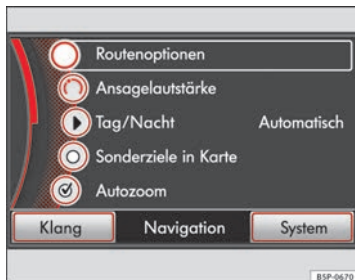 Routenoptionen
Ansagelautstärke
Tag/Nacht Automatisch
Sonderziele in Karte
Autozoom
Klang Navigation System
B5P-0670